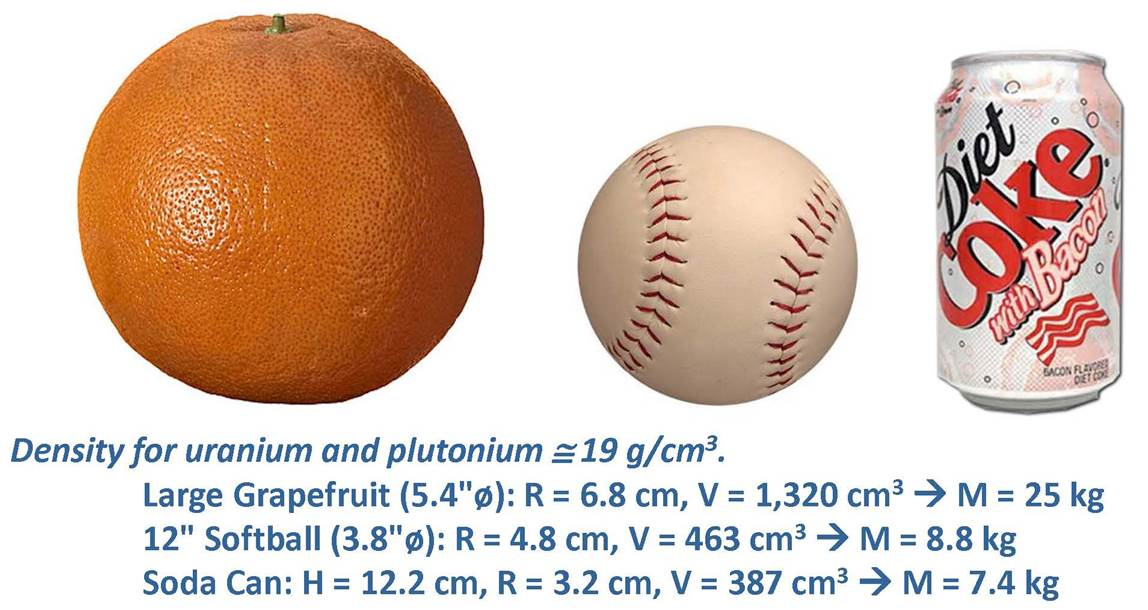 Diet
Coke
with Bacon
BACON FLAVORED
DIET COKE
Density for uranium and plutonium ≅ 19 g/cm³.
Large Grapefruit (5.4"ø): R = 6.8 cm, V = 1,320 cm³ → M = 25 kg
12" Softball (3.8"ø): R = 4.8 cm, V = 463 cm³ → M = 8.8 kg
Soda Can: H = 12.2 cm, R = 3.2 cm, V = 387 cm³ → M = 7.4 kg